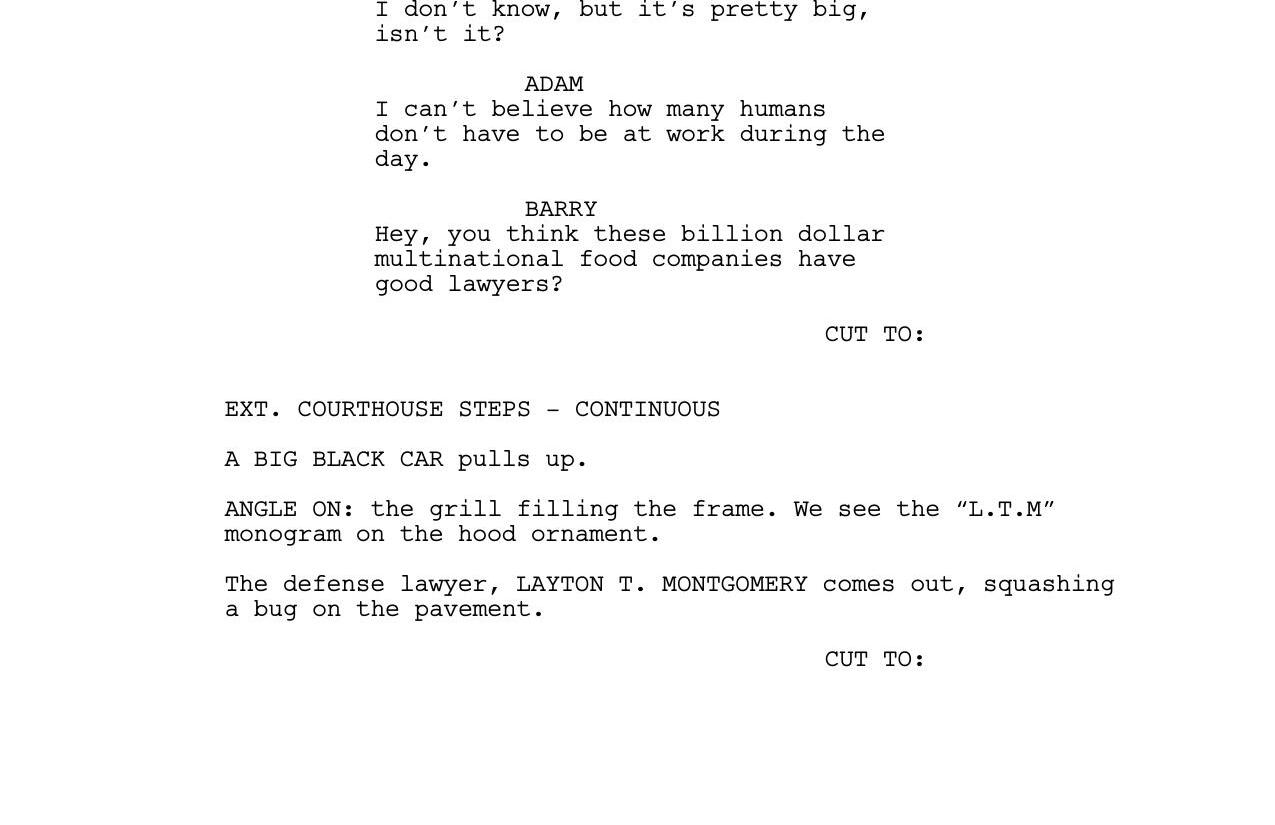 I don't know, but it's pretty big,
isn't it?
ADAM
I can't believe how many humans
don't have to be at work during the
day.
BARRY
Hey, you think these billion dollar
multinational food companies have
good lawyers?
CUT TO:
EXT. COURTHOUSE STEPS – CONTINUOUS
A BIG BLACK CAR pulls up.
ANGLE ON: the grill filling the frame. We see the “L.T.M”
monogram on the hood ornament.
The defense lawyer, LAYTON T. MONTGOMERY comes out, squashing
a bug on the pavement.
CUT TO: